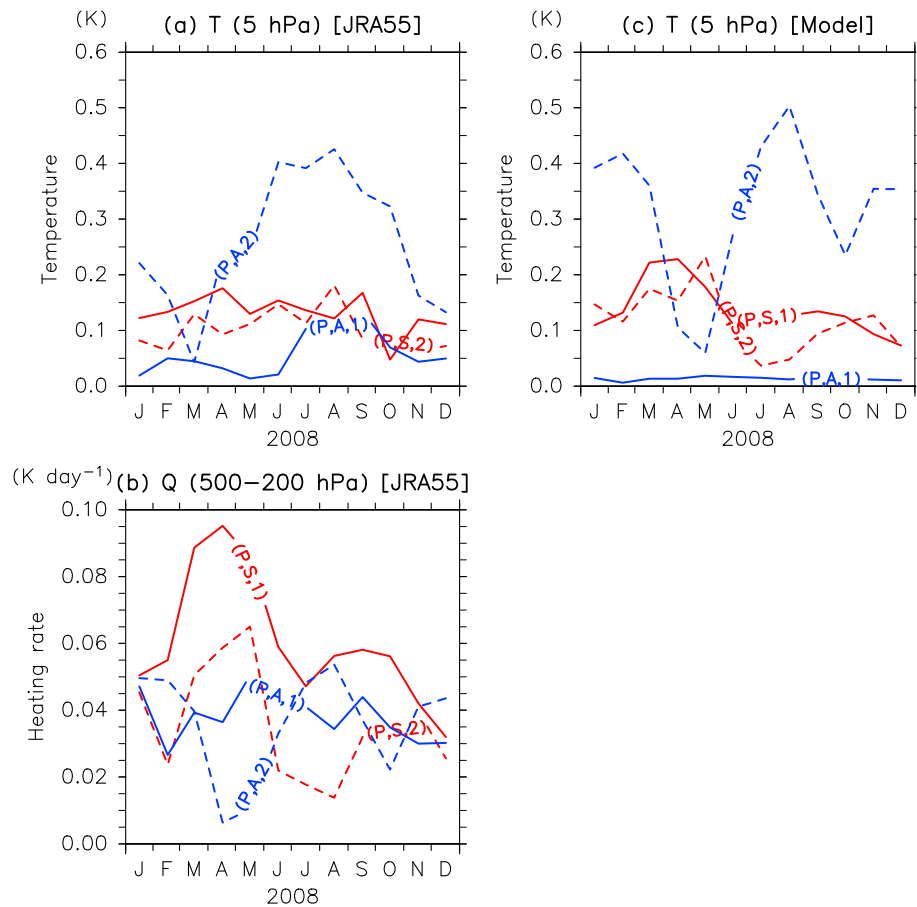 (K)
(a) T (5 hPa) [JRA55]
0.6
0.5
0.4
0.3
0.2
0.1
0.0
Temperature
(P,A,2)
(P,A,1)
(P,S,2)
J F M A M J J A S O N D
2008
(K)
(c) T (5 hPa) [Model]
0.6
0.5
0.4
0.3
0.2
0.1
0.0
Temperature
(P,A,2)
(P,S,1)
(P,S,2)
(P,A,1)
J F M A M J J A S O N D
2008
(K day−1)
(b) Q (500−200 hPa) [JRA55]
0.10
0.08
0.06
0.04
0.02
0.00
Heating rate
(P,S,1)
(P,A,1)
(P,S,2)
(P,A,2)
J F M A M J J A S O N D
2008